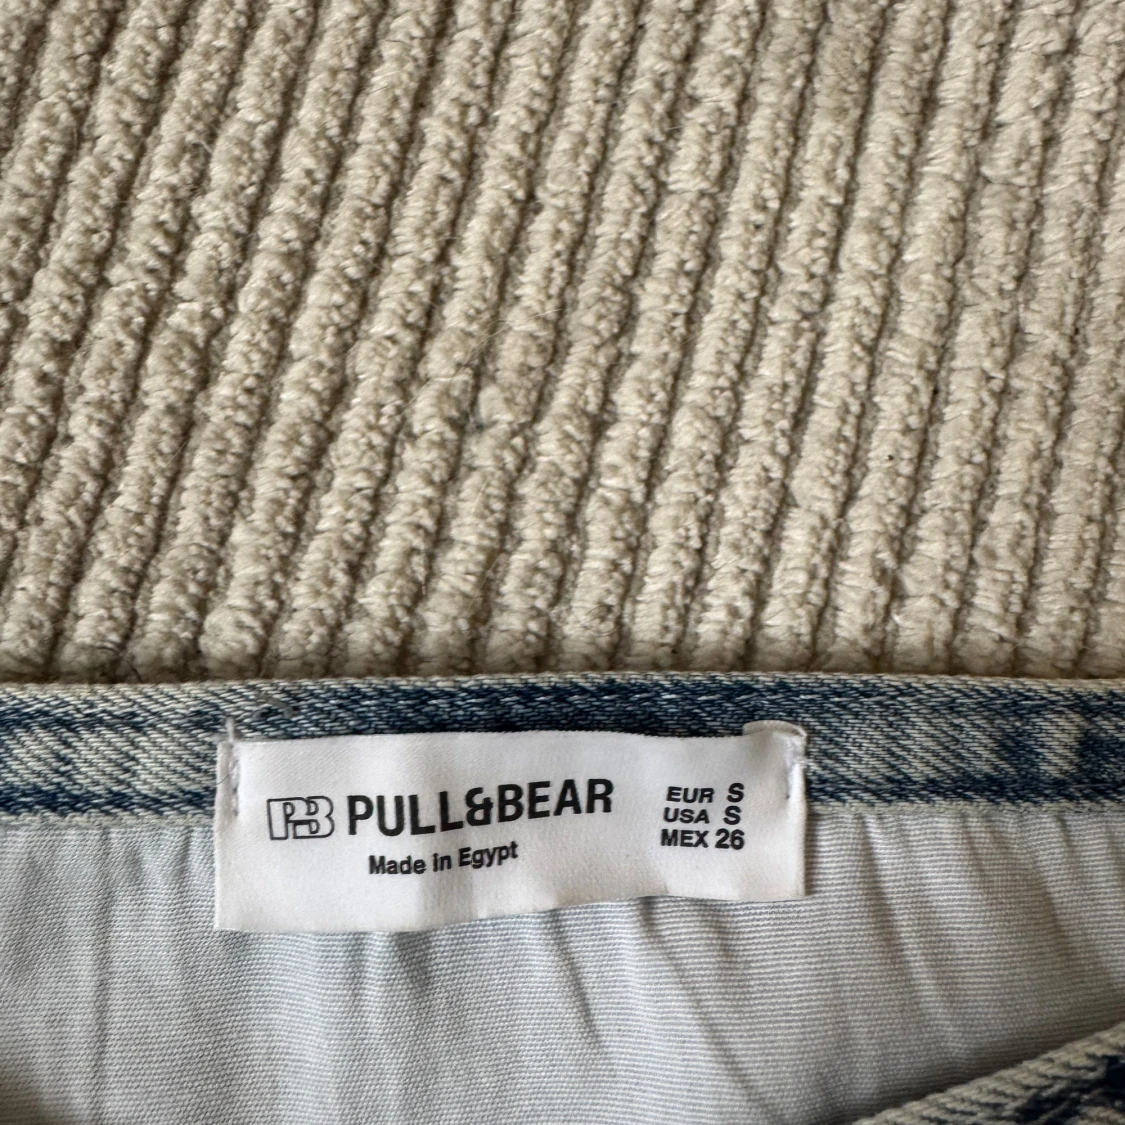 PB PULL&BEAR
Made in Egypt
EUR S
USA S
MEX 26